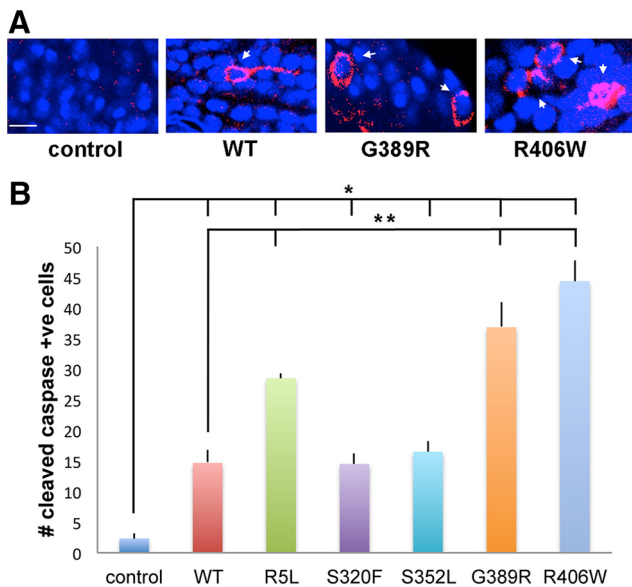 A
control WT G389R R406W
B
*
**
50
45
40
35
30
25
20
15
10
5
0
# cleaved caspase +ve cells
control WT R5L S320F S352L G389R R406W